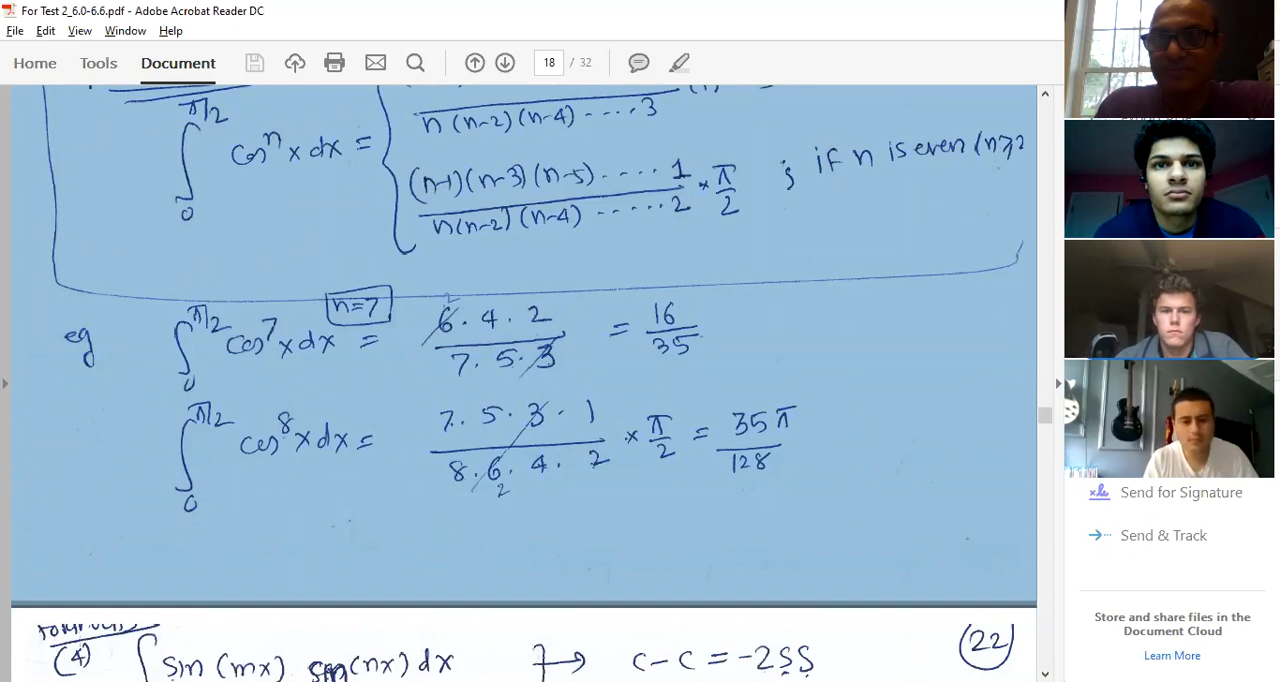 For Test 2_6.0-6.6.pdf - Adobe Acrobat Reader DC
File Edit View Window Help
Home Tools Document 18 / 32
n(n-2)(n-4) ---- 3
∫₀^(π/2) cosⁿ x dx =
(n-1)(n-3)(n-5) .... 1 × π/2 ; if n is even (n≥2
n(n-2)(n-4) ...... 2
n=7
eg ∫₀^(π/2) cos⁷ x dx = 6·4·2 / 7·5·3 = 16/35
2
∫₀^(π/2) cos⁸ x dx = 7·5·3·1 / 8·6·4·2 × π/2 = 35π/128
2
(4) ∫ sin(mx) sin(nx) dx } → C-C = -2SS (22)
Send for Signature
Send & Track
Store and share files in the
Document Cloud
Learn More